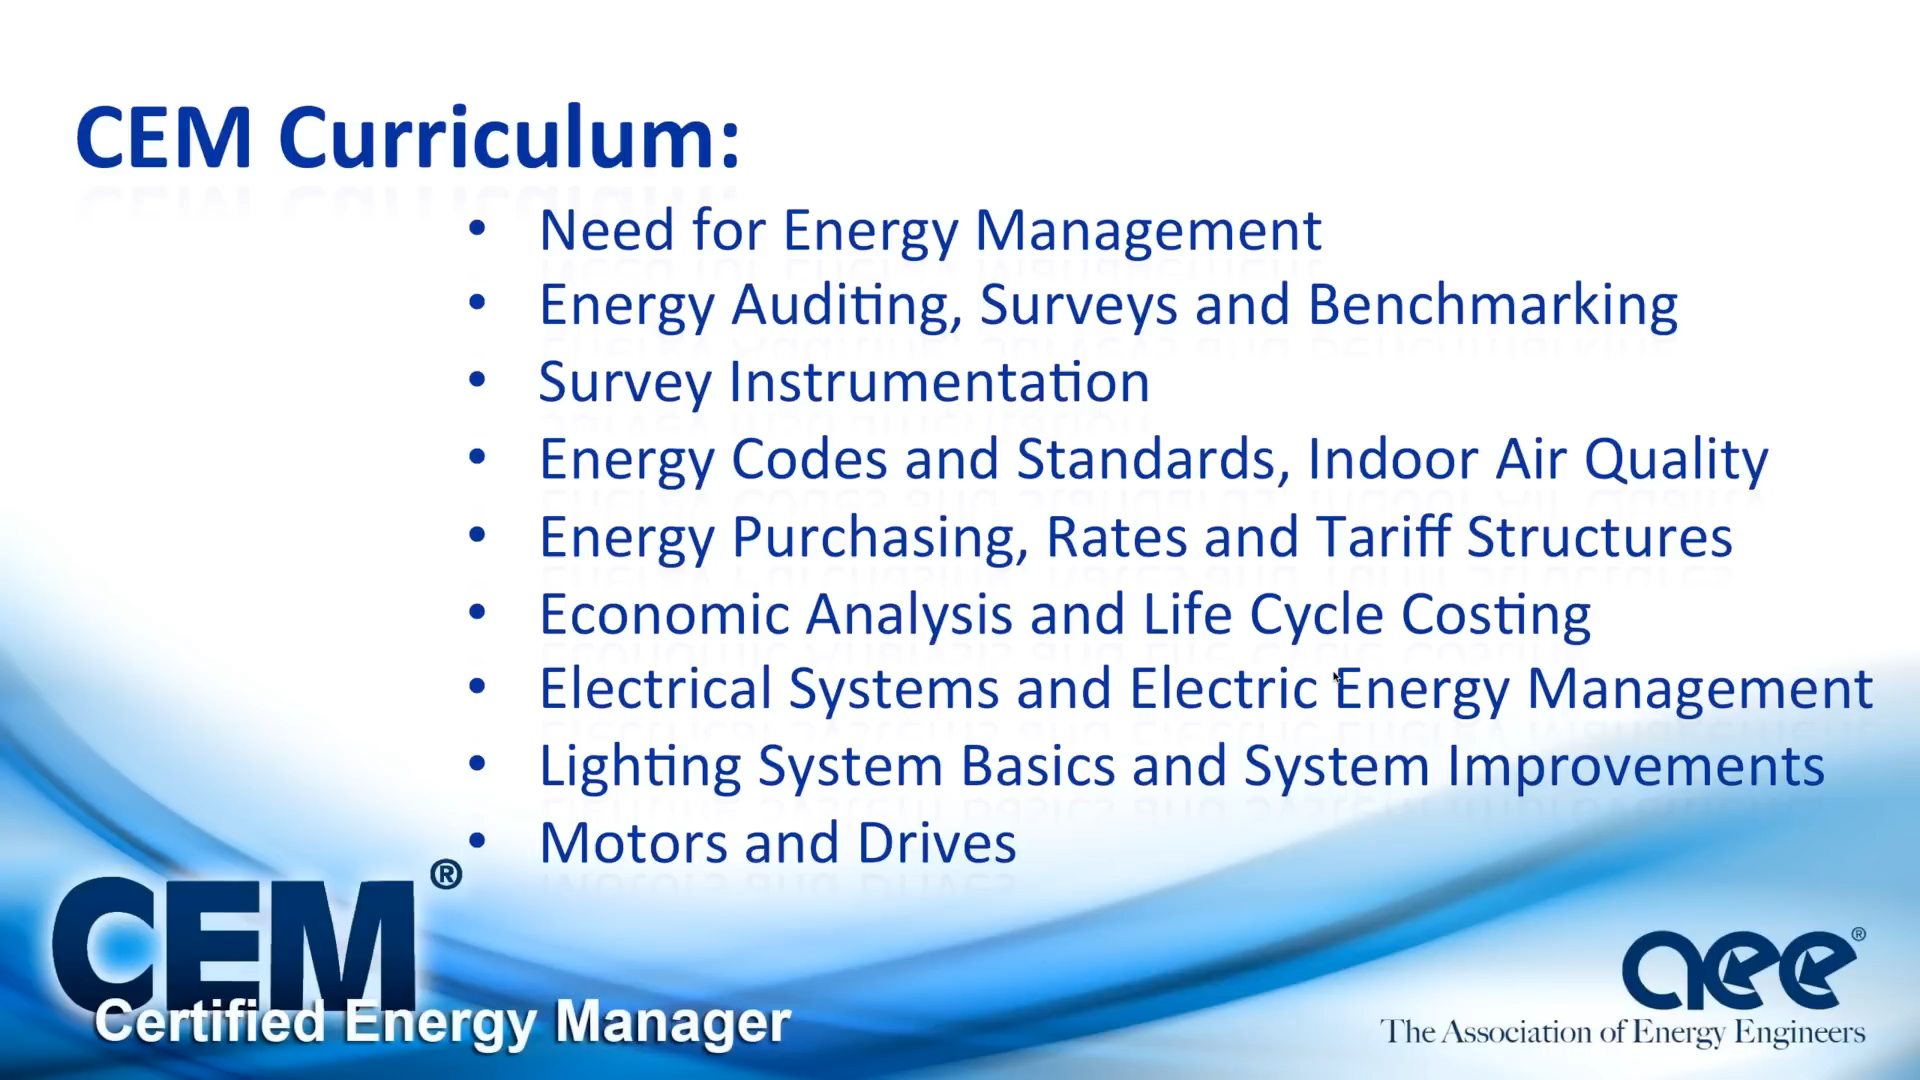 CEM Curriculum:
• Need for Energy Management
• Energy Auditing, Surveys and Benchmarking
• Survey Instrumentation
• Energy Codes and Standards, Indoor Air Quality
• Energy Purchasing, Rates and Tariff Structures
• Economic Analysis and Life Cycle Costing
• Electrical Systems and Electric Energy Management
• Lighting System Basics and System Improvements
• Motors and Drives
CEM®
Certified Energy Manager
aee®
The Association of Energy Engineers